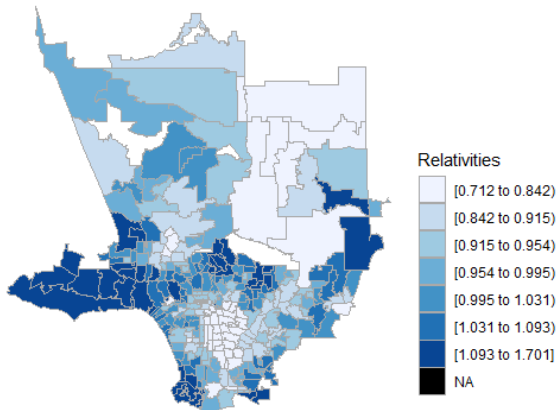 Relativities
[0.712 to 0.842)
[0.842 to 0.915)
[0.915 to 0.954)
[0.954 to 0.995)
[0.995 to 1.031)
[1.031 to 1.093)
[1.093 to 1.701]
NA